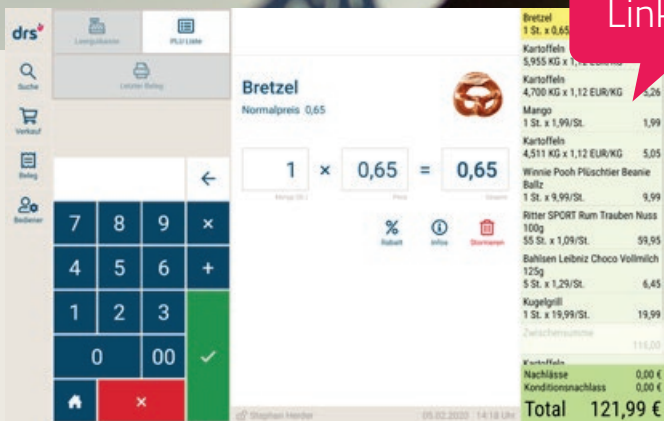 Link
drs
Suche
Verkauf
Beleg
Bediener
Leergutkasse
PLU Liste
Letzter Beleg
7 8 9 ×
4 5 6 +
1 2 3
0 00
Bretzel
Normalpreis 0,65
1 × 0,65 = 0,65
Menge (St.) Preis Gesamt
Rabatt Infos Stornieren
Stephen Herder 05.02.2020 14:18 Uhr
Bretzel
1 St. x 0,65
Kartoffeln
5,955 KG x 1,12 EUR/KG
Kartoffeln
4,700 KG x 1,12 EUR/KG 5,26
Mango
1 St. x 1,99/St. 1,99
Kartoffeln
4,511 KG x 1,12 EUR/KG 5,05
Winnie Pooh Plüschtier Beanie
Ballz
1 St. x 9,99/St. 9,99
Ritter SPORT Rum Trauben Nuss
100g
55 St. x 1,09/St. 59,95
Bahlsen Leibniz Choco Vollmilch
125g
5 St. x 1,29/St. 6,45
Kugelgrill
1 St. x 19,99/St. 19,99
Zwischensumme
116,00
Kartoffeln
Nachlässe 0,00 €
Konditionsnachlass 0,00 €
Total 121,99 €